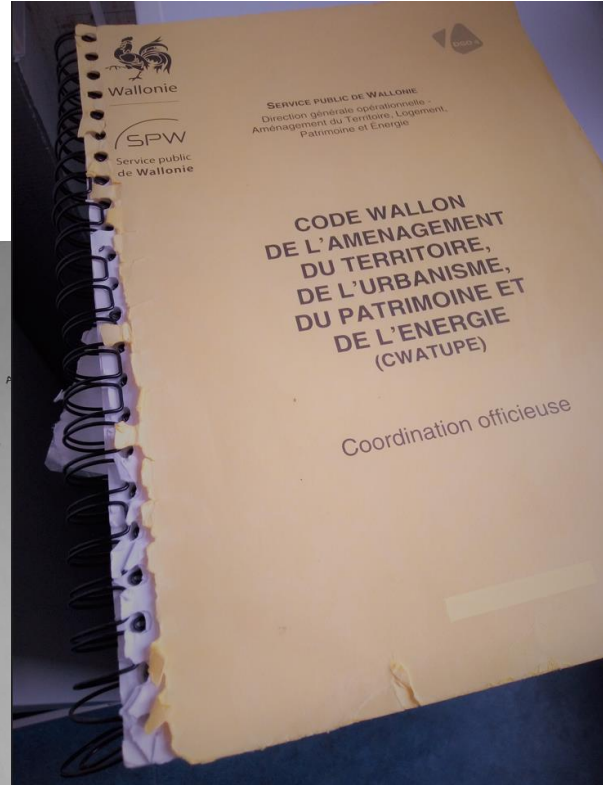 Wallonie
SPW
Service public
de Wallonie
SERVICE PUBLIC DE WALLONIE
Direction générale opérationnelle -
Aménagement du Territoire, Logement,
Patrimoine et Energie
CODE WALLON
DE L'AMENAGEMENT
DU TERRITOIRE,
DE L'URBANISME,
DU PATRIMOINE ET
DE L'ENERGIE
(CWATUPE)
Coordination officieuse